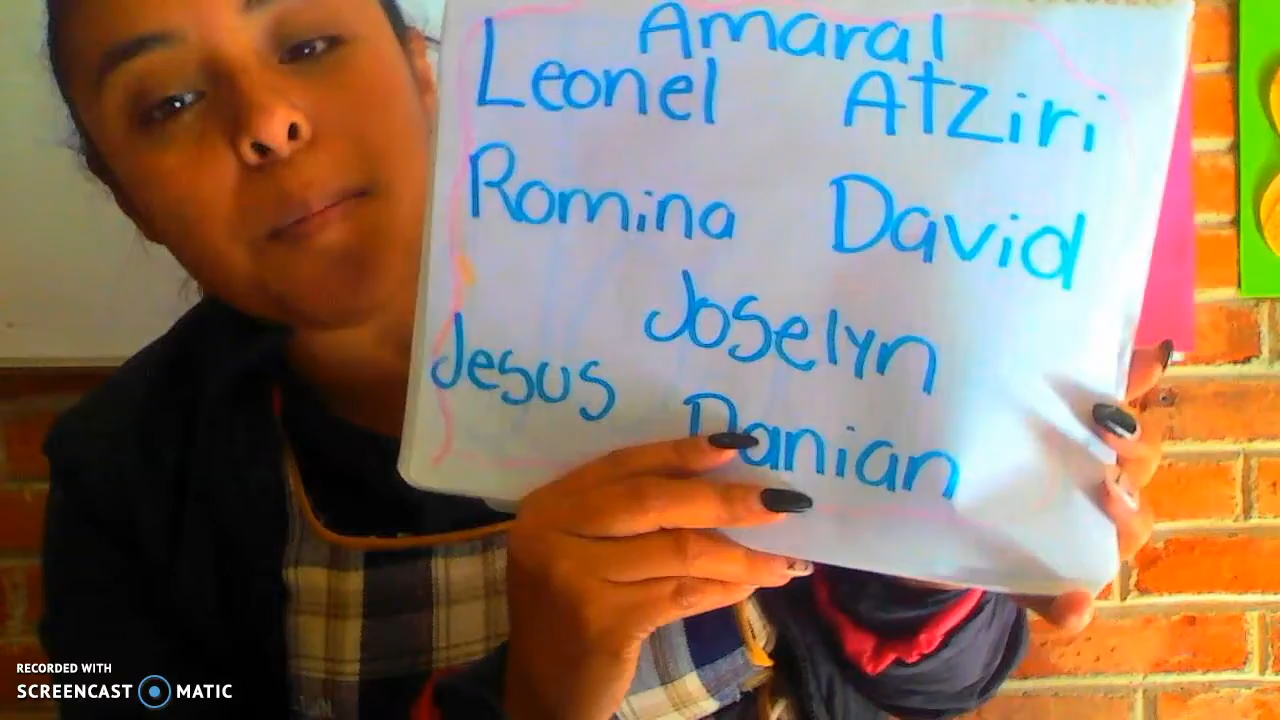 Amaral
Leonel Atziri
Romina David
Joselyn
Jesus Danian
RECORDED WITH
SCREENCAST MATIC